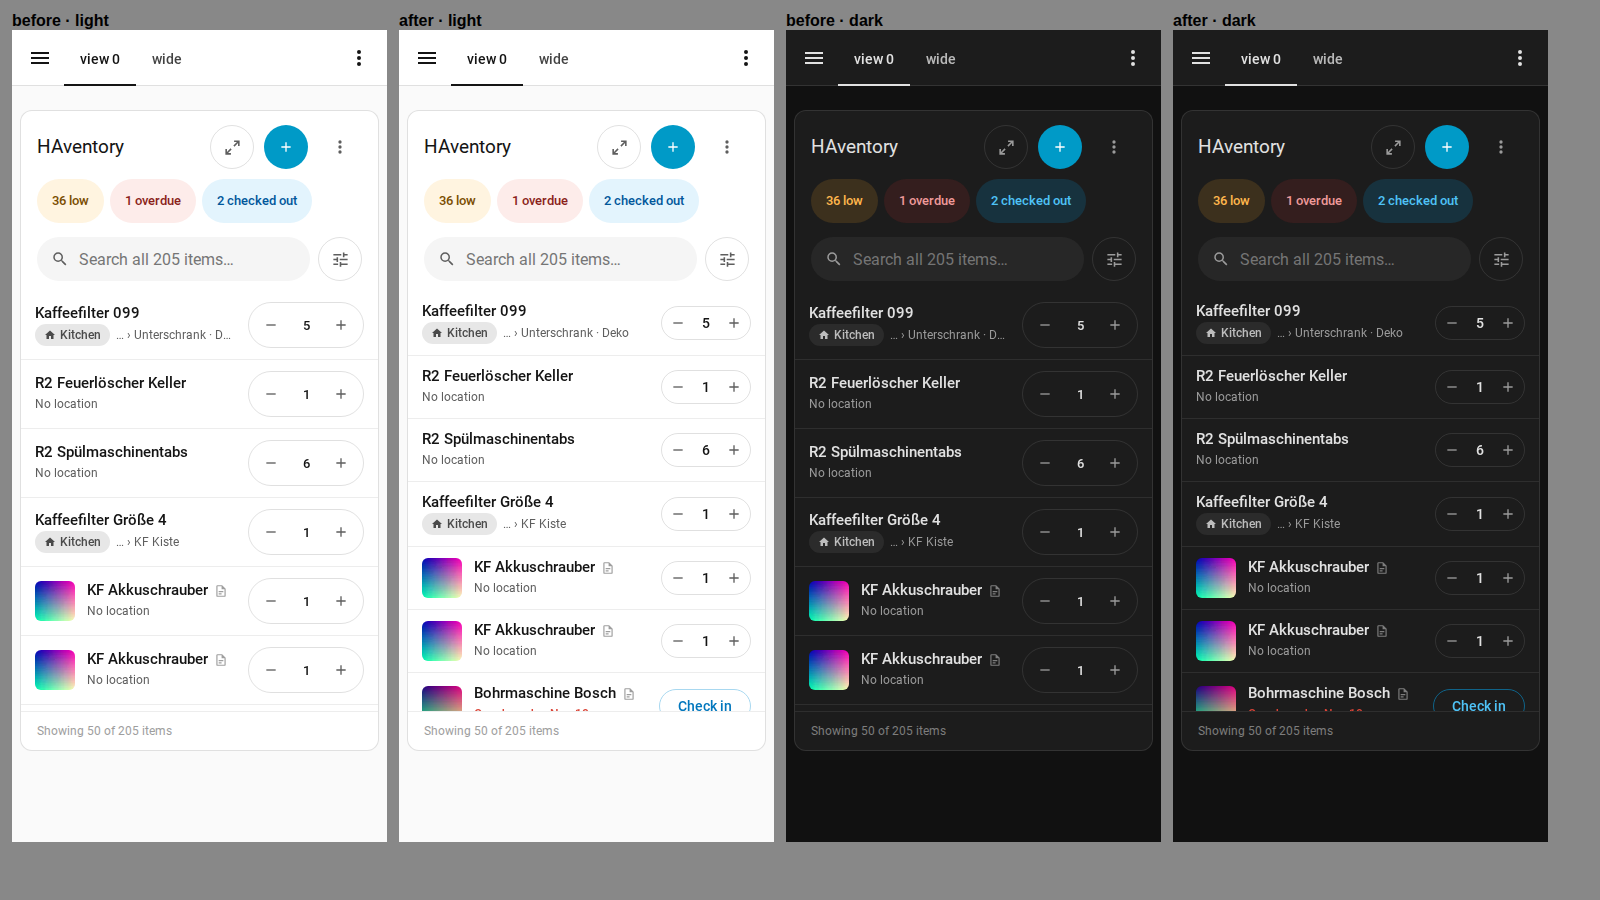 before · light
view 0 wide
HAventory
36 low 1 overdue 2 checked out
Search all 205 items...
Kaffeefilter 099
Kitchen ... › Unterschrank · D...
5
R2 Feuerlöscher Keller
No location
1
R2 Spülmaschinentabs
No location
6
Kaffeefilter Größe 4
Kitchen ... › KF Kiste
1
KF Akkuschrauber
No location
1
KF Akkuschrauber
No location
1
Showing 50 of 205 items
after · light
view 0 wide
HAventory
36 low 1 overdue 2 checked out
Search all 205 items...
Kaffeefilter 099
Kitchen ... › Unterschrank · Deko
5
R2 Feuerlöscher Keller
No location
1
R2 Spülmaschinentabs
No location
6
Kaffeefilter Größe 4
Kitchen ... › KF Kiste
1
KF Akkuschrauber
No location
1
KF Akkuschrauber
No location
1
Bohrmaschine Bosch
Check in
Showing 50 of 205 items
before · dark
view 0 wide
HAventory
36 low 1 overdue 2 checked out
Search all 205 items...
Kaffeefilter 099
Kitchen ... › Unterschrank · D...
5
R2 Feuerlöscher Keller
No location
1
R2 Spülmaschinentabs
No location
6
Kaffeefilter Größe 4
Kitchen ... › KF Kiste
1
KF Akkuschrauber
No location
1
KF Akkuschrauber
No location
1
Showing 50 of 205 items
after · dark
view 0 wide
HAventory
36 low 1 overdue 2 checked out
Search all 205 items...
Kaffeefilter 099
Kitchen ... › Unterschrank · Deko
5
R2 Feuerlöscher Keller
No location
1
R2 Spülmaschinentabs
No location
6
Kaffeefilter Größe 4
Kitchen ... › KF Kiste
1
KF Akkuschrauber
No location
1
KF Akkuschrauber
No location
1
Bohrmaschine Bosch
Check in
Showing 50 of 205 items